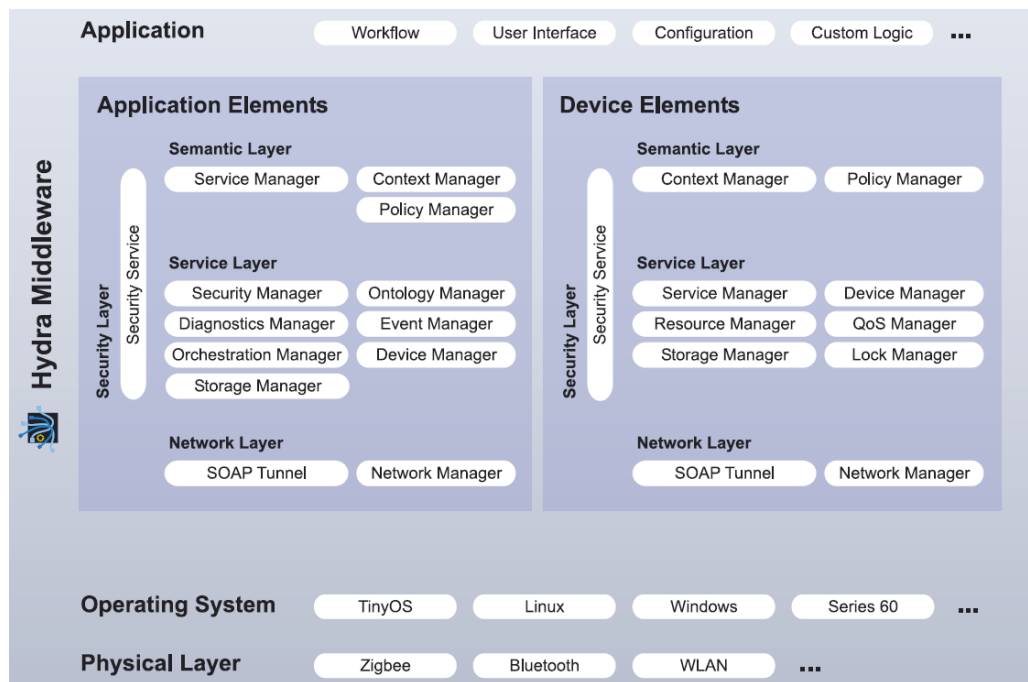 Application
Workflow
User Interface
Configuration
Custom Logic
...
Hydra Middleware
Application Elements
Security Layer
Security Service
Semantic Layer
Service Manager
Context Manager
Policy Manager
Service Layer
Security Manager
Ontology Manager
Diagnostics Manager
Event Manager
Orchestration Manager
Device Manager
Storage Manager
Network Layer
SOAP Tunnel
Network Manager
Device Elements
Security Layer
Security Service
Semantic Layer
Context Manager
Policy Manager
Service Layer
Service Manager
Device Manager
Resource Manager
QoS Manager
Storage Manager
Lock Manager
Network Layer
SOAP Tunnel
Network Manager
Operating System
TinyOS
Linux
Windows
Series 60
...
Physical Layer
Zigbee
Bluetooth
WLAN
...